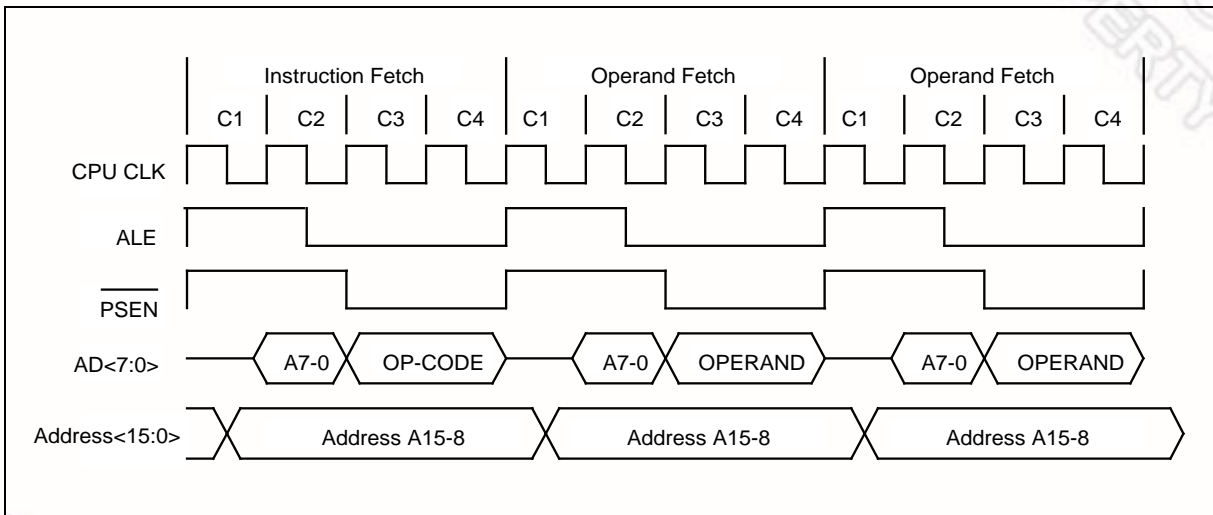 Instruction Fetch Operand Fetch Operand Fetch
C1 C2 C3 C4 C1 C2 C3 C4 C1 C2 C3 C4
CPU CLK
ALE
PSEN
AD<7:0> A7-0 OP-CODE A7-0 OPERAND A7-0 OPERAND
Address<15:0> Address A15-8 Address A15-8 Address A15-8